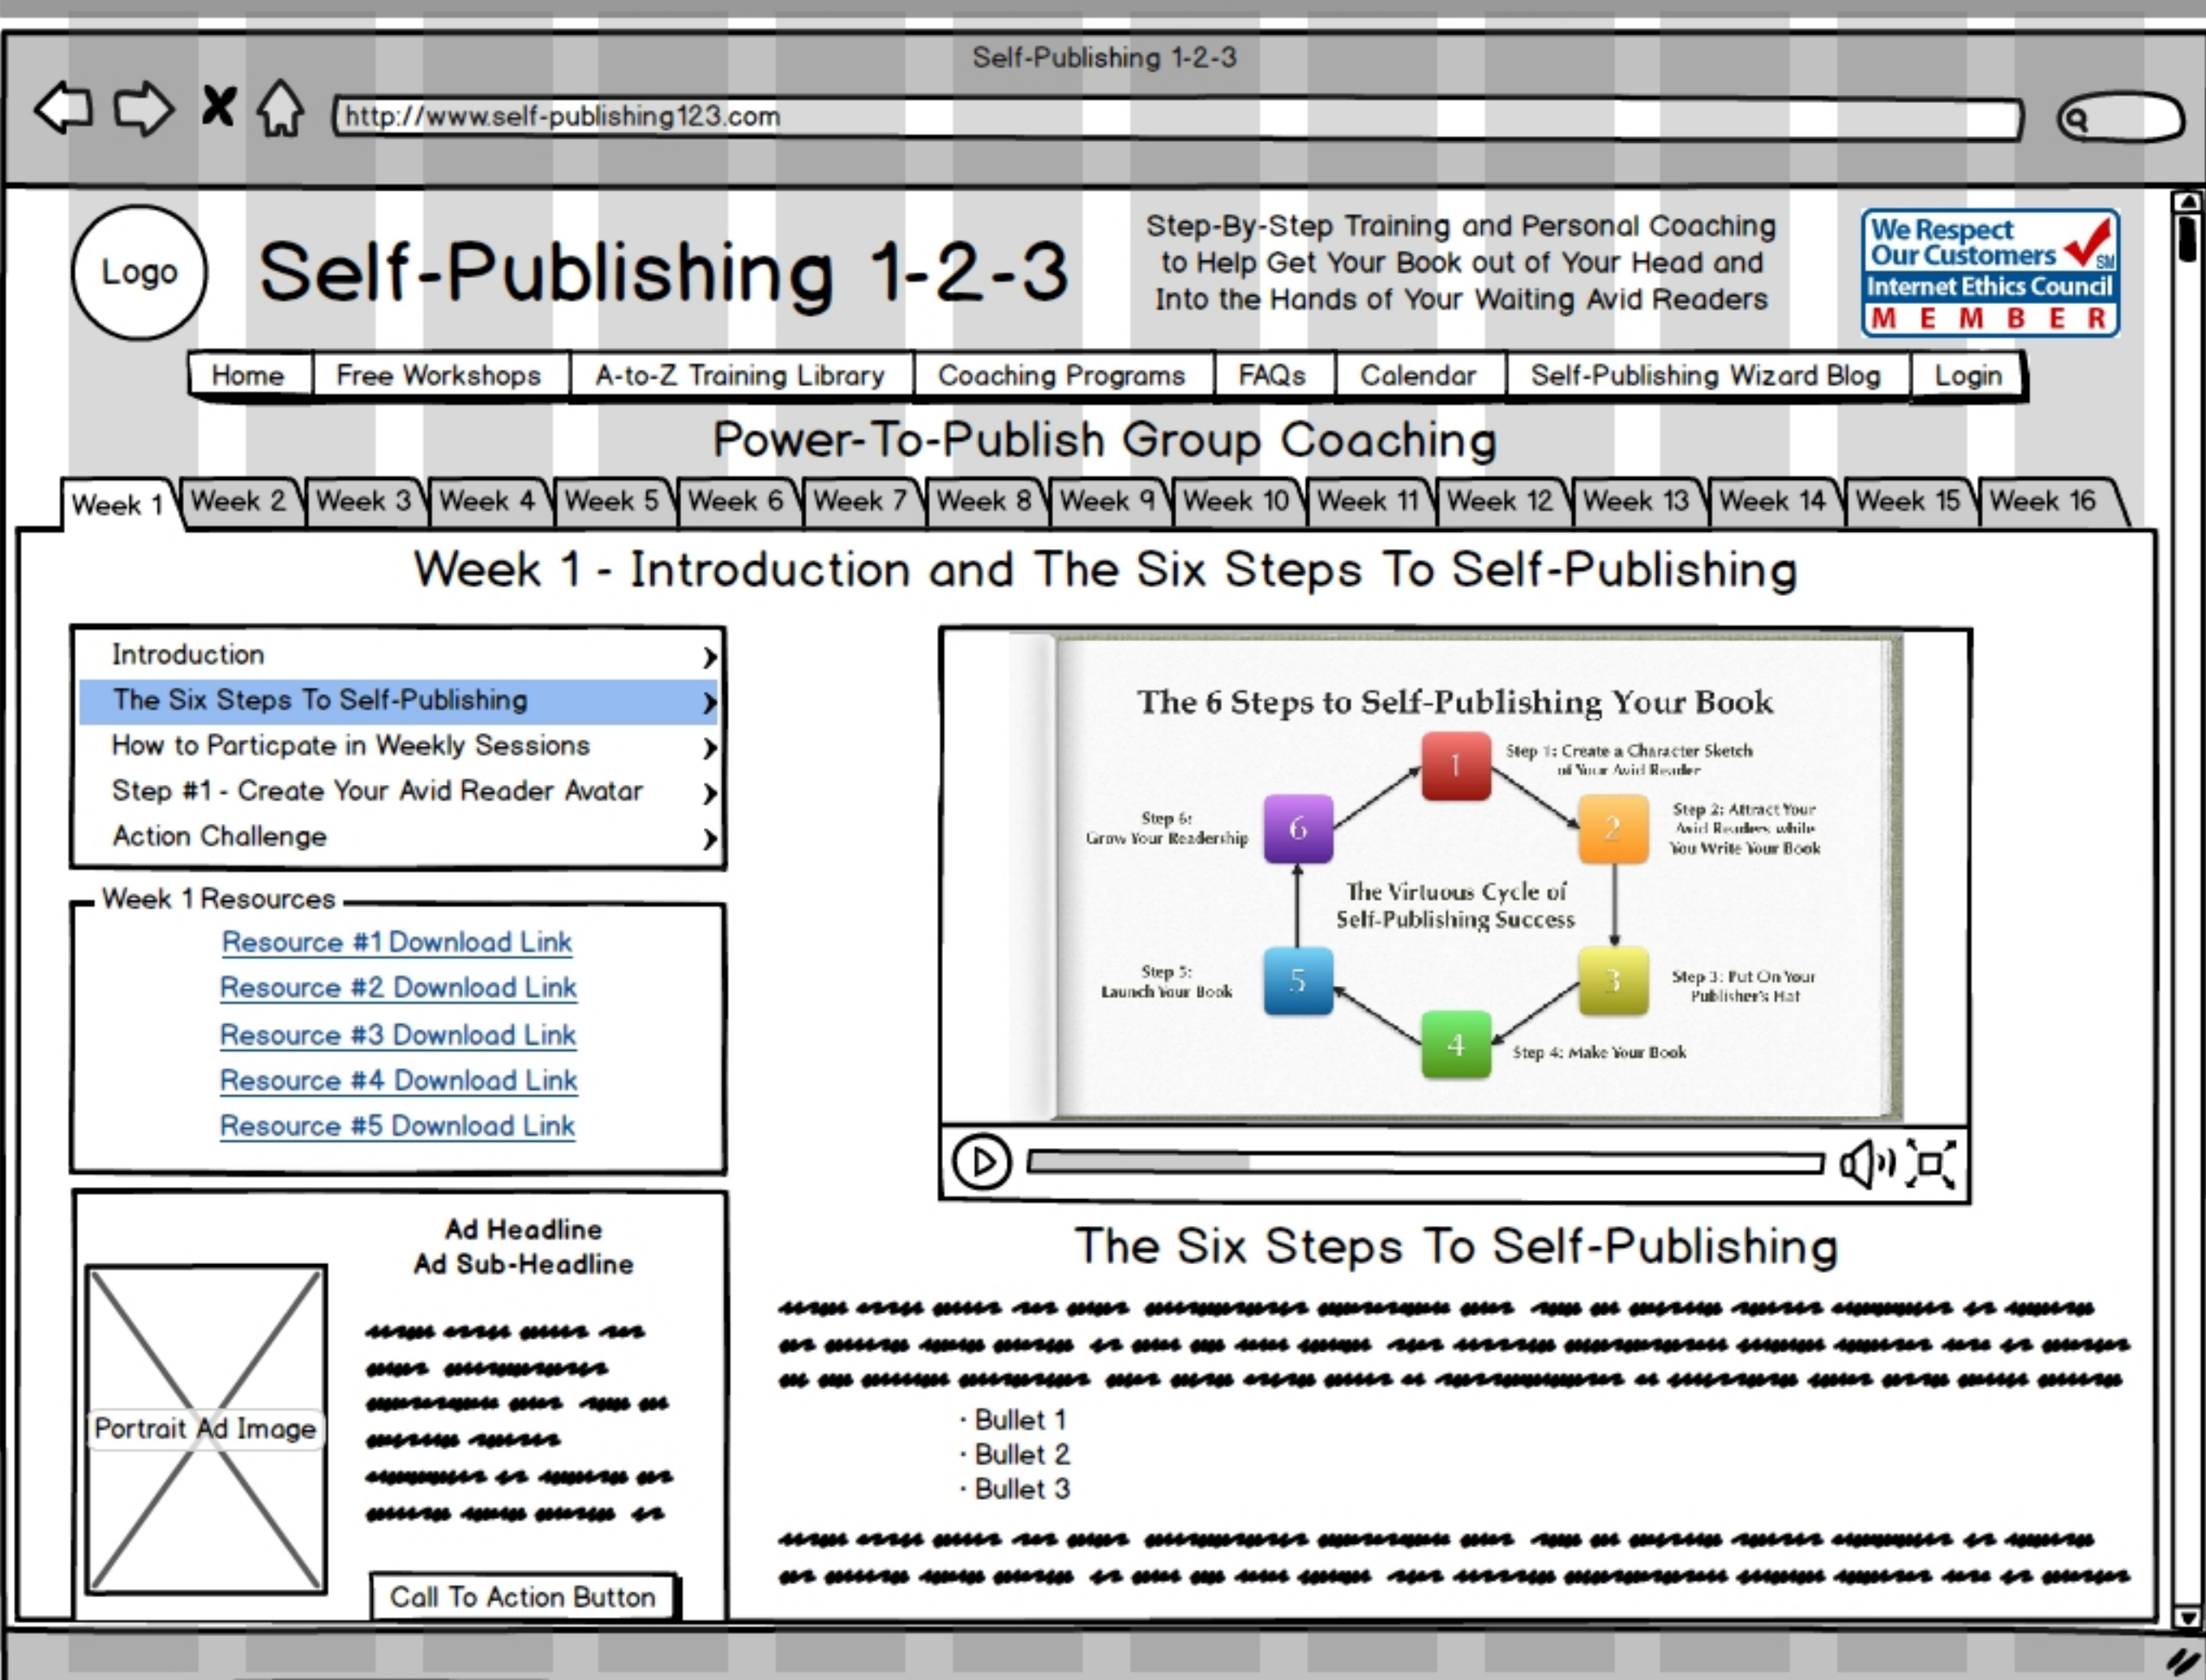 Self-Publishing 1-2-3
http://www.self-publishing123.com
Logo
Self-Publishing 1-2-3
Step-By-Step Training and Personal Coaching
to Help Get Your Book out of Your Head and
Into the Hands of Your Waiting Avid Readers
We Respect
Our Customers SM
Internet Ethics Council
MEMBER
Home Free Workshops A-to-Z Training Library Coaching Programs FAQs Calendar Self-Publishing Wizard Blog Login
Power-To-Publish Group Coaching
Week 1 Week 2 Week 3 Week 4 Week 5 Week 6 Week 7 Week 8 Week 9 Week 10 Week 11 Week 12 Week 13 Week 14 Week 15 Week 16
Week 1 - Introduction and The Six Steps To Self-Publishing
Introduction
The Six Steps To Self-Publishing
How to Particpate in Weekly Sessions
Step #1 - Create Your Avid Reader Avatar
Action Challenge
Week 1 Resources
Resource #1 Download Link
Resource #2 Download Link
Resource #3 Download Link
Resource #4 Download Link
Resource #5 Download Link
Ad Headline
Ad Sub-Headline
Portrait Ad Image
Call To Action Button
The 6 Steps to Self-Publishing Your Book
1
Step 1: Create a Character Sketch
of Your Avid Reader
2
Step 2: Attract Your
Avid Readers while
You Write Your Book
3
Step 3: Put On Your
Publisher's Hat
4
Step 4: Make Your Book
5
Step 5:
Launch Your Book
6
Step 6:
Grow Your Readership
The Virtuous Cycle of
Self-Publishing Success
The Six Steps To Self-Publishing
· Bullet 1
· Bullet 2
· Bullet 3